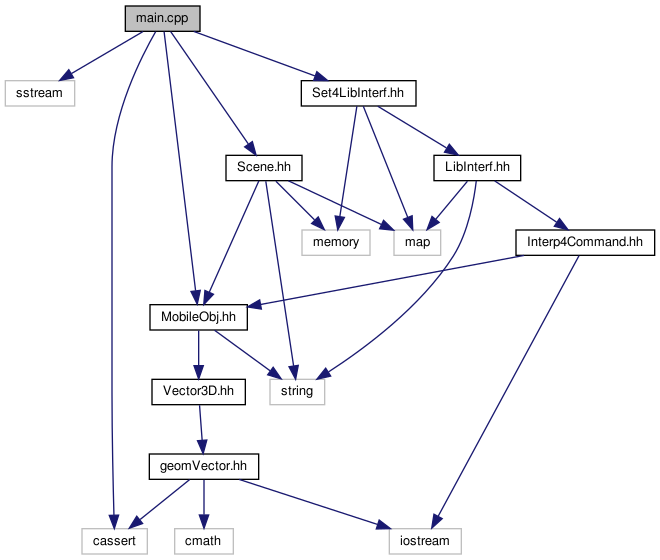 main.cpp
sstream
Set4LibInterf.hh
Scene.hh
LibInterf.hh
memory
map
Interp4Command.hh
MobileObj.hh
Vector3D.hh
string
geomVector.hh
cassert
cmath
iostream